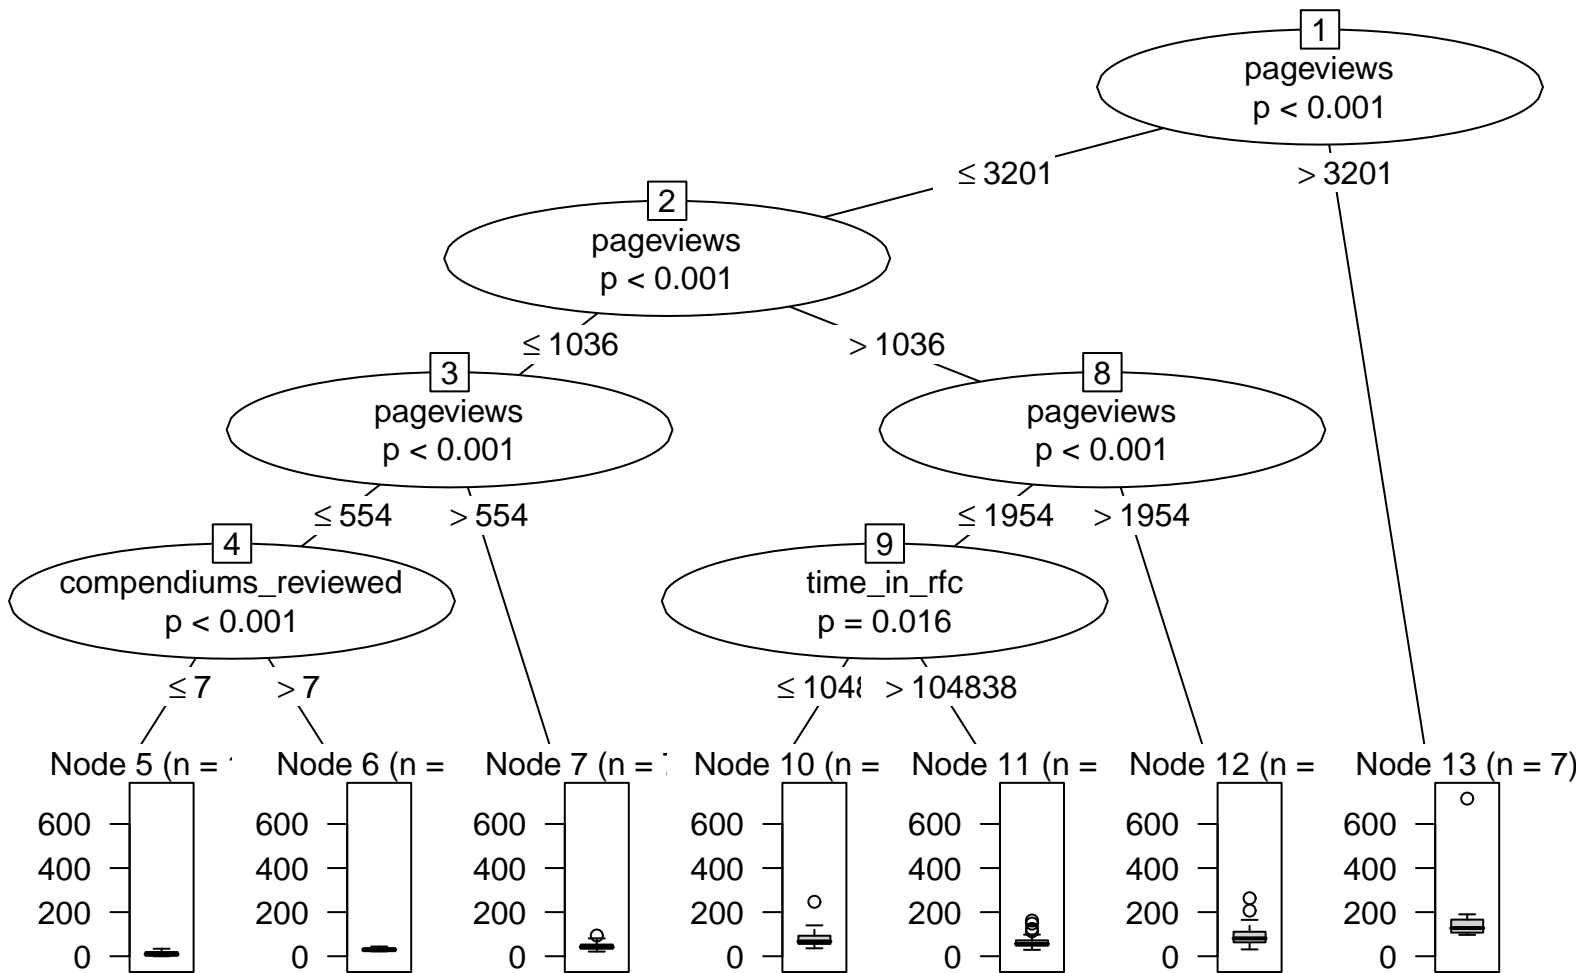 1
pageviews
p < 0.001
≤ 3201
> 3201
2
pageviews
p < 0.001
≤ 1036
> 1036
3
pageviews
p < 0.001
8
pageviews
p < 0.001
≤ 554
> 554
≤ 1954
> 1954
4
compendiums_reviewed
p < 0.001
9
time_in_rfc
p = 0.016
≤ 7
> 7
≤ 104
> 104838
Node 5 (n =
Node 6 (n =
Node 7 (n =
Node 10 (n =
Node 11 (n =
Node 12 (n =
Node 13 (n = 7)
600 600 600 600 600 600 600
400 400 400 400 400 400 400
200 200 200 200 200 200 200
0 0 0 0 0 0 0